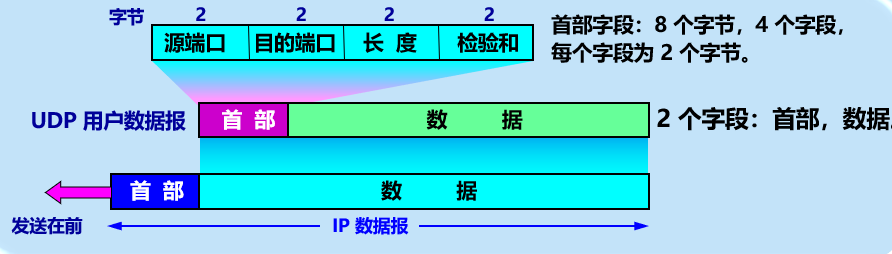 字节 2 2 2 2
源端口 目的端口 长 度 检验和
首部字段：8 个字节，4 个字段，
每个字段为 2 个字节。
UDP 用户数据报 首 部 数 据 2 个字段：首部，数据
首 部 数 据
发送在前 IP 数据报